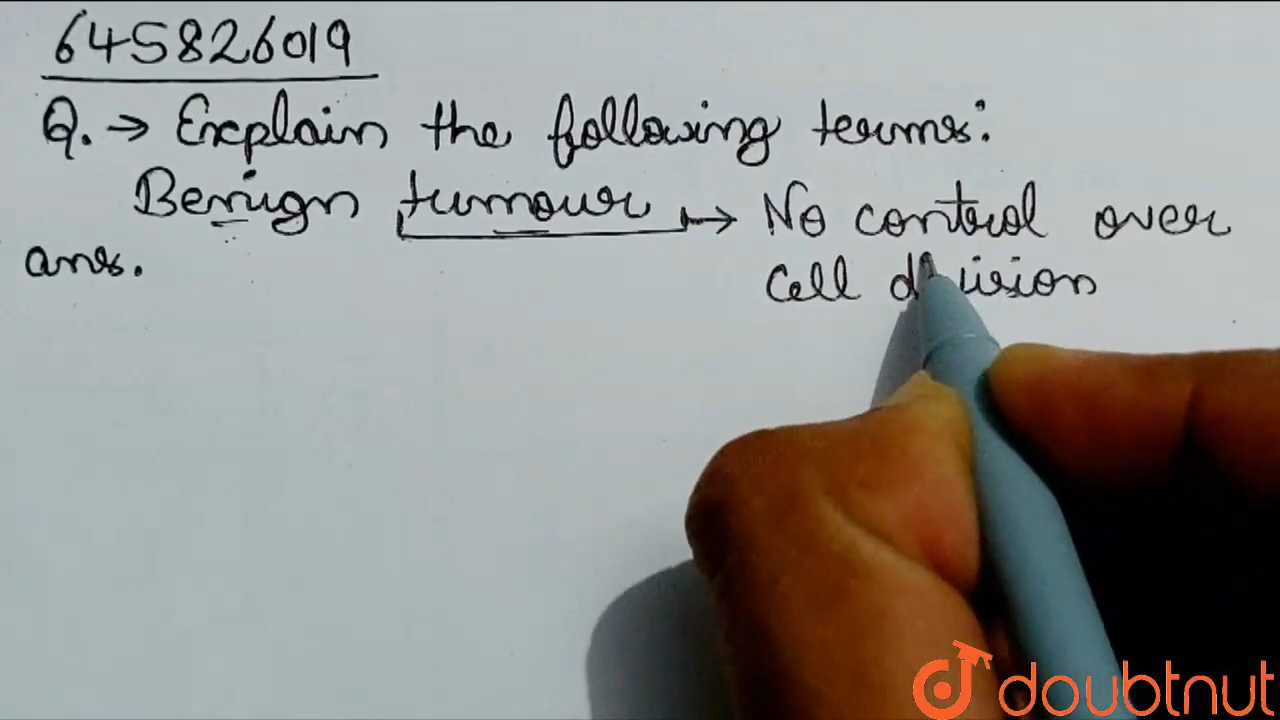 645826019
Q. → Explain the following terms:
Benign tumour → No control over
ans. cell division
doubtnut